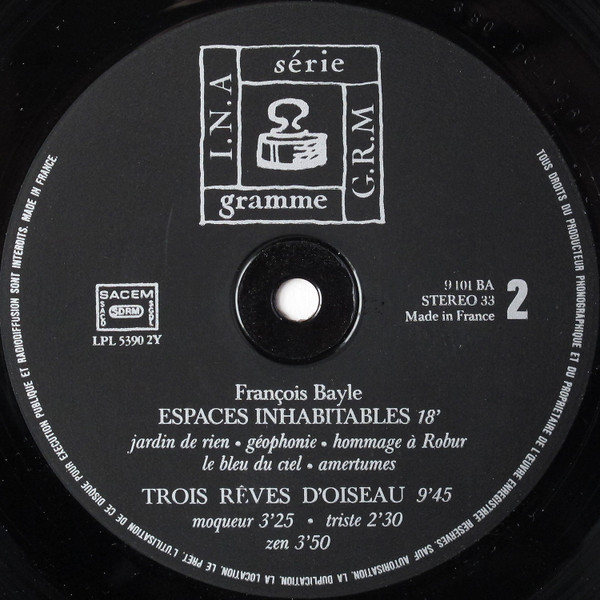 I.N.A
série
G.R.M
gramme
SACEM
SACD
SDRM
SGDL
LPL 5390 2Y
9101 BA
STEREO 33
Made in France
2
François Bayle
ESPACES INHABITABLES 18'
jardin de rien • géophonie • hommage à Robur
le bleu du ciel • amertumes
TROIS RÊVES D'OISEAU 9'45
moqueur 3'25 • triste 2'30
zen 3'50
TOUS DROITS DU PRODUCTEUR PHONOGRAPHIQUE ET DU PROPRIETAIRE DE L'ŒUVRE ENREGISTREE RESERVES. SAUF AUTORISATION, LA DUPLICATION, LA LOCATION, LE PRET, L'UTILISATION DE CE DISQUE POUR EXECUTION PUBLIQUE ET RADIODIFFUSION SONT INTERDITS. MADE IN FRANCE.